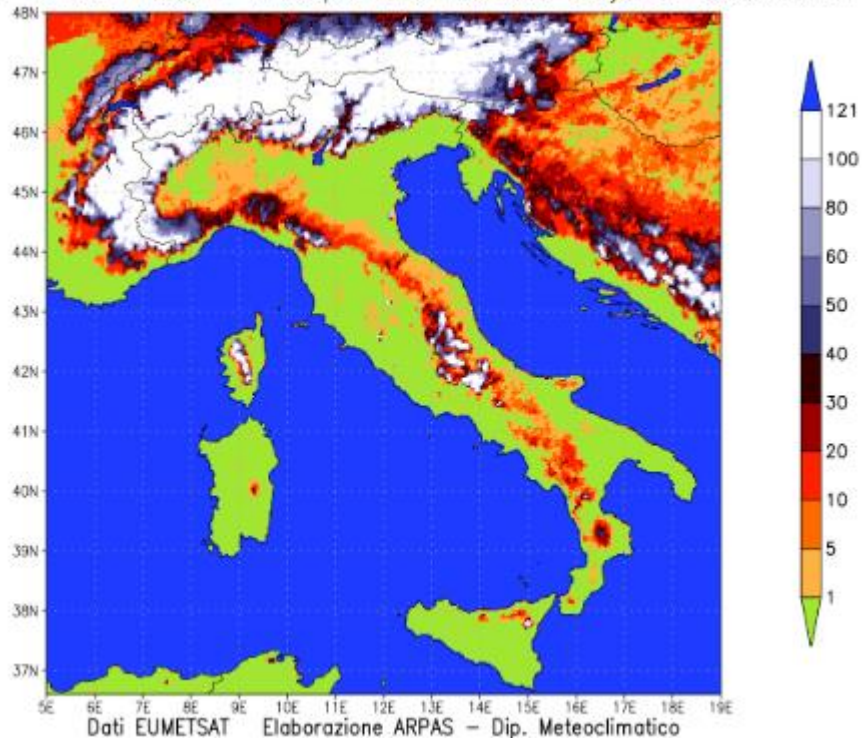 48N
47N
46N
45N
44N
43N
42N
41N
40N
39N
38N
37N
5E 6E 7E 8E 9E 10E 11E 12E 13E 14E 15E 16E 17E 18E 19E
121
100
80
60
50
40
30
20
10
5
1
Dati EUMETSAT Elaborazione ARPAS – Dip. Meteoclimatico